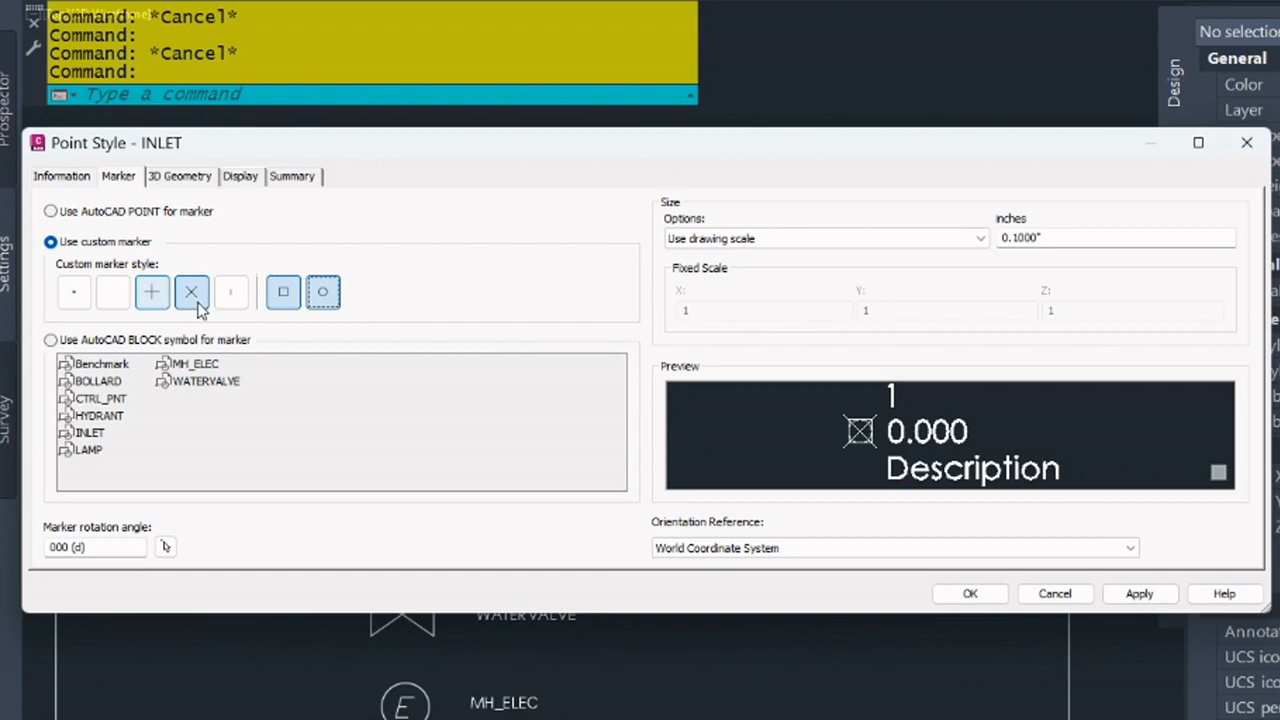 Command: *Cancel*
Command:
Command: *Cancel*
Command:
Type a command
Prospector
Settings
Survey
Design
No selection
General
Color
Layer
Point Style - INLET
Information Marker 3D Geometry Display Summary
Use AutoCAD POINT for marker
Use custom marker
Custom marker style:
Use AutoCAD BLOCK symbol for marker
Benchmark MH_ELEC
BOLLARD WATERVALVE
CTRL_PNT
HYDRANT
INLET
LAMP
Marker rotation angle:
000 (d)
Size
Options: inches
Use drawing scale 0.1000"
Fixed Scale
X: Y: Z:
1 1 1
Preview
1
0.000
Description
Orientation Reference:
World Coordinate System
OK Cancel Apply Help
WATERVALVE
E MH_ELEC
Annota
UCS ico
UCS ico
UCS per